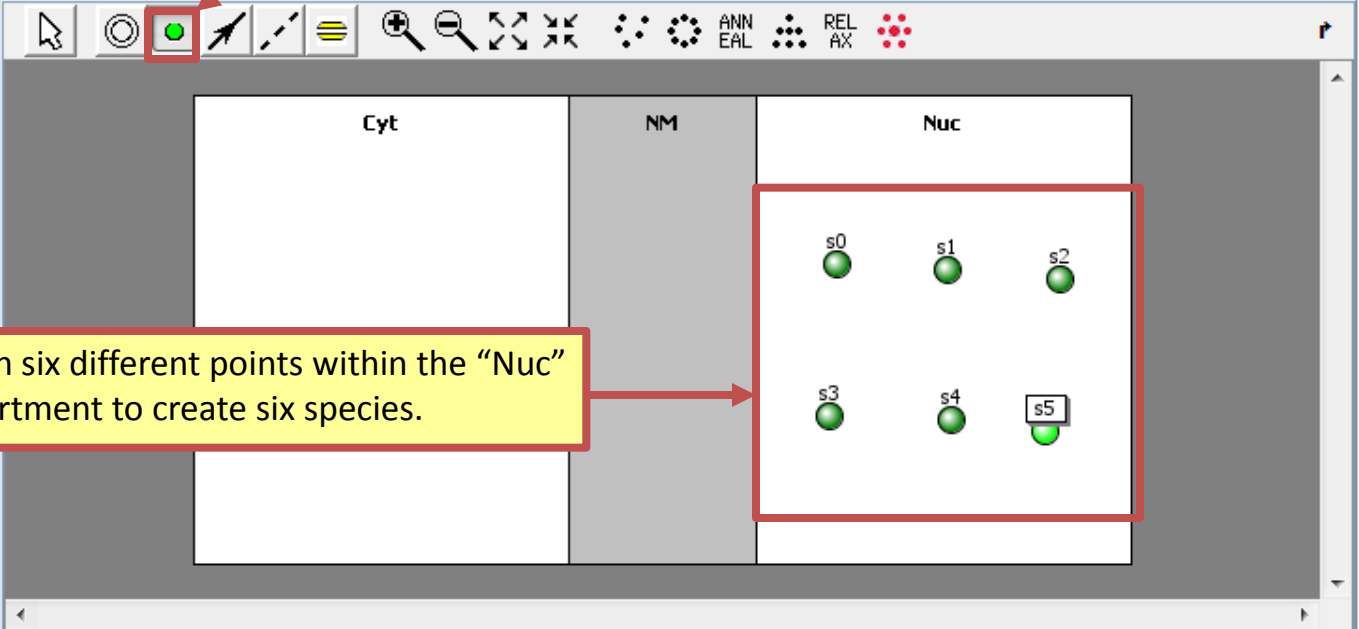 ANN
EAL
REL
AX
Cyt
NM
Nuc
s0
s1
s2
six different points within the “Nuc”
to create six species.
s3
s4
s5